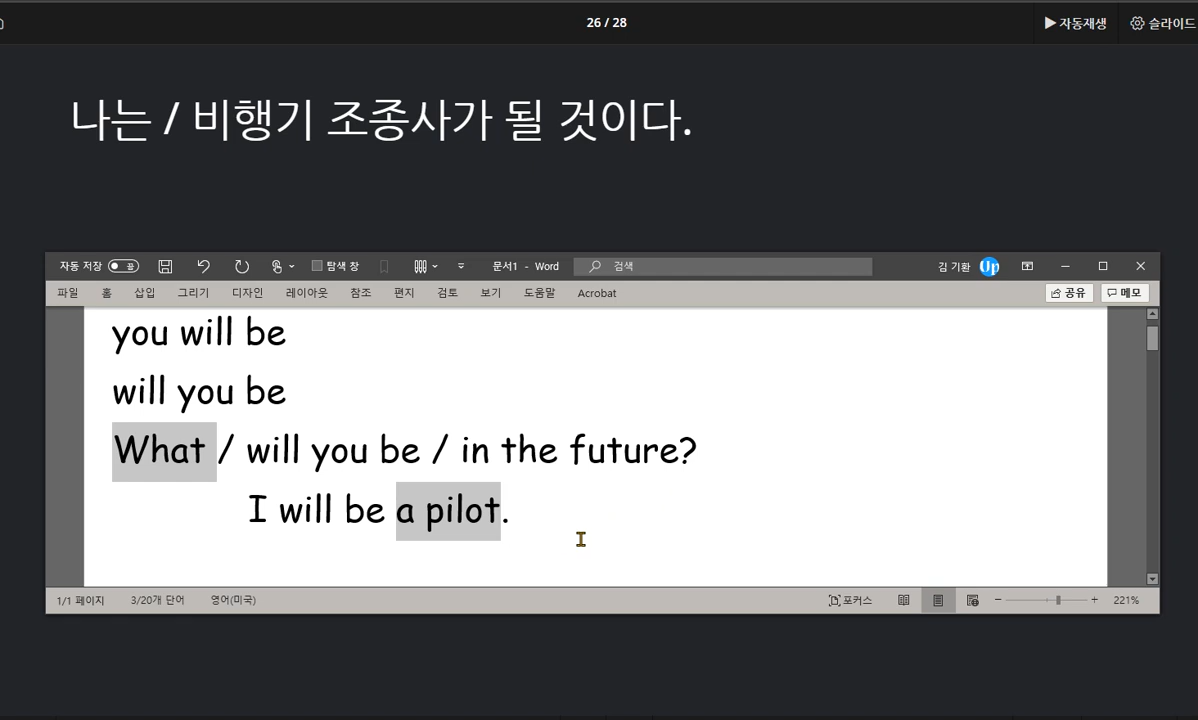 26 / 28
▶자동재생
슬라이드
나는 / 비행기 조종사가 될 것이다.
자동 저장 끔 탐색 창 문서1 - Word 검색 김 기환 Up
파일 홈 삽입 그리기 디자인 레이아웃 참조 편지 검토 보기 도움말 Acrobat 공유 메모
you will be
will you be
What / will you be / in the future?
I will be a pilot.
1/1 페이지 3/20개 단어 영어(미국) 포커스 221%